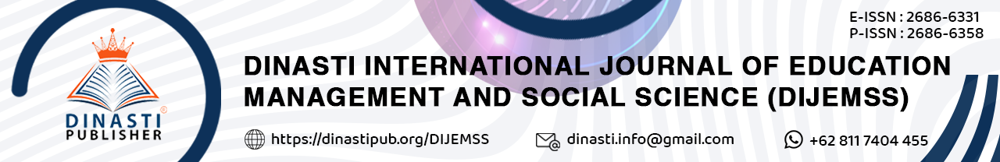 E-ISSN : 2686-6331
P-ISSN : 2686-6358
DINASTI INTERNATIONAL JOURNAL OF EDUCATION
MANAGEMENT AND SOCIAL SCIENCE (DIJEMSS)
DINASTI
PUBLISHER
®
https://dinastipub.org/DIJEMSS
dinasti.info@gmail.com
+62 811 7404 455